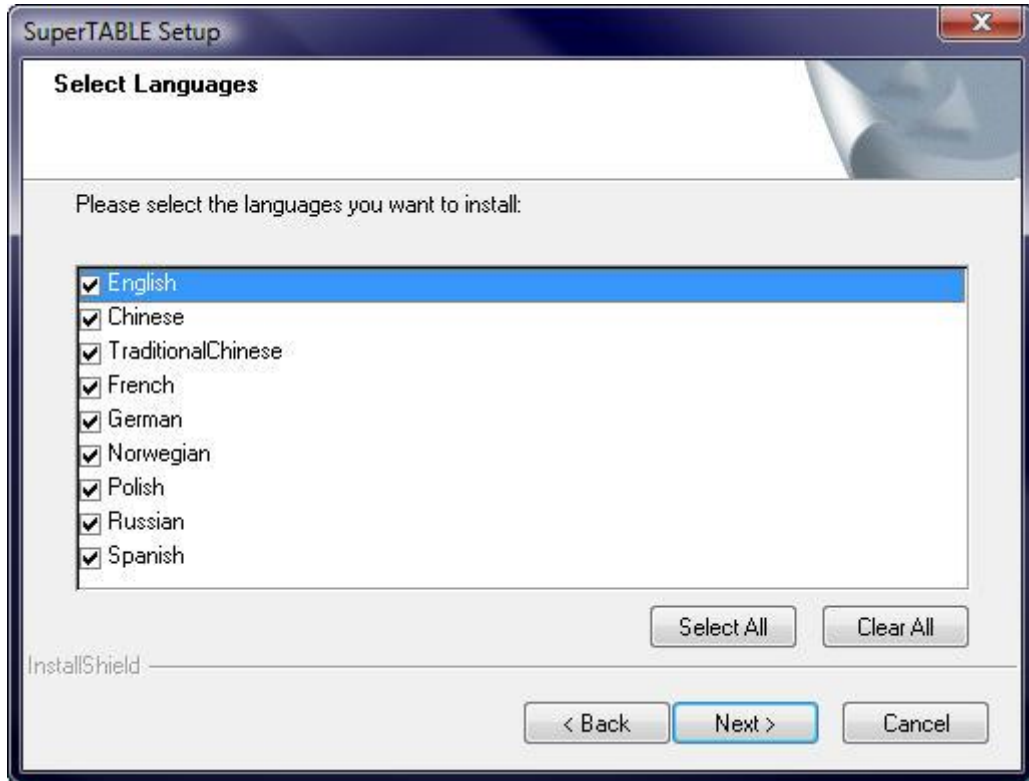 SuperTABLE Setup
Select Languages
Please select the languages you want to install:
English
Chinese
TraditionalChinese
French
German
Norwegian
Polish
Russian
Spanish
Select All Clear All
InstallShield
< Back Next > Cancel